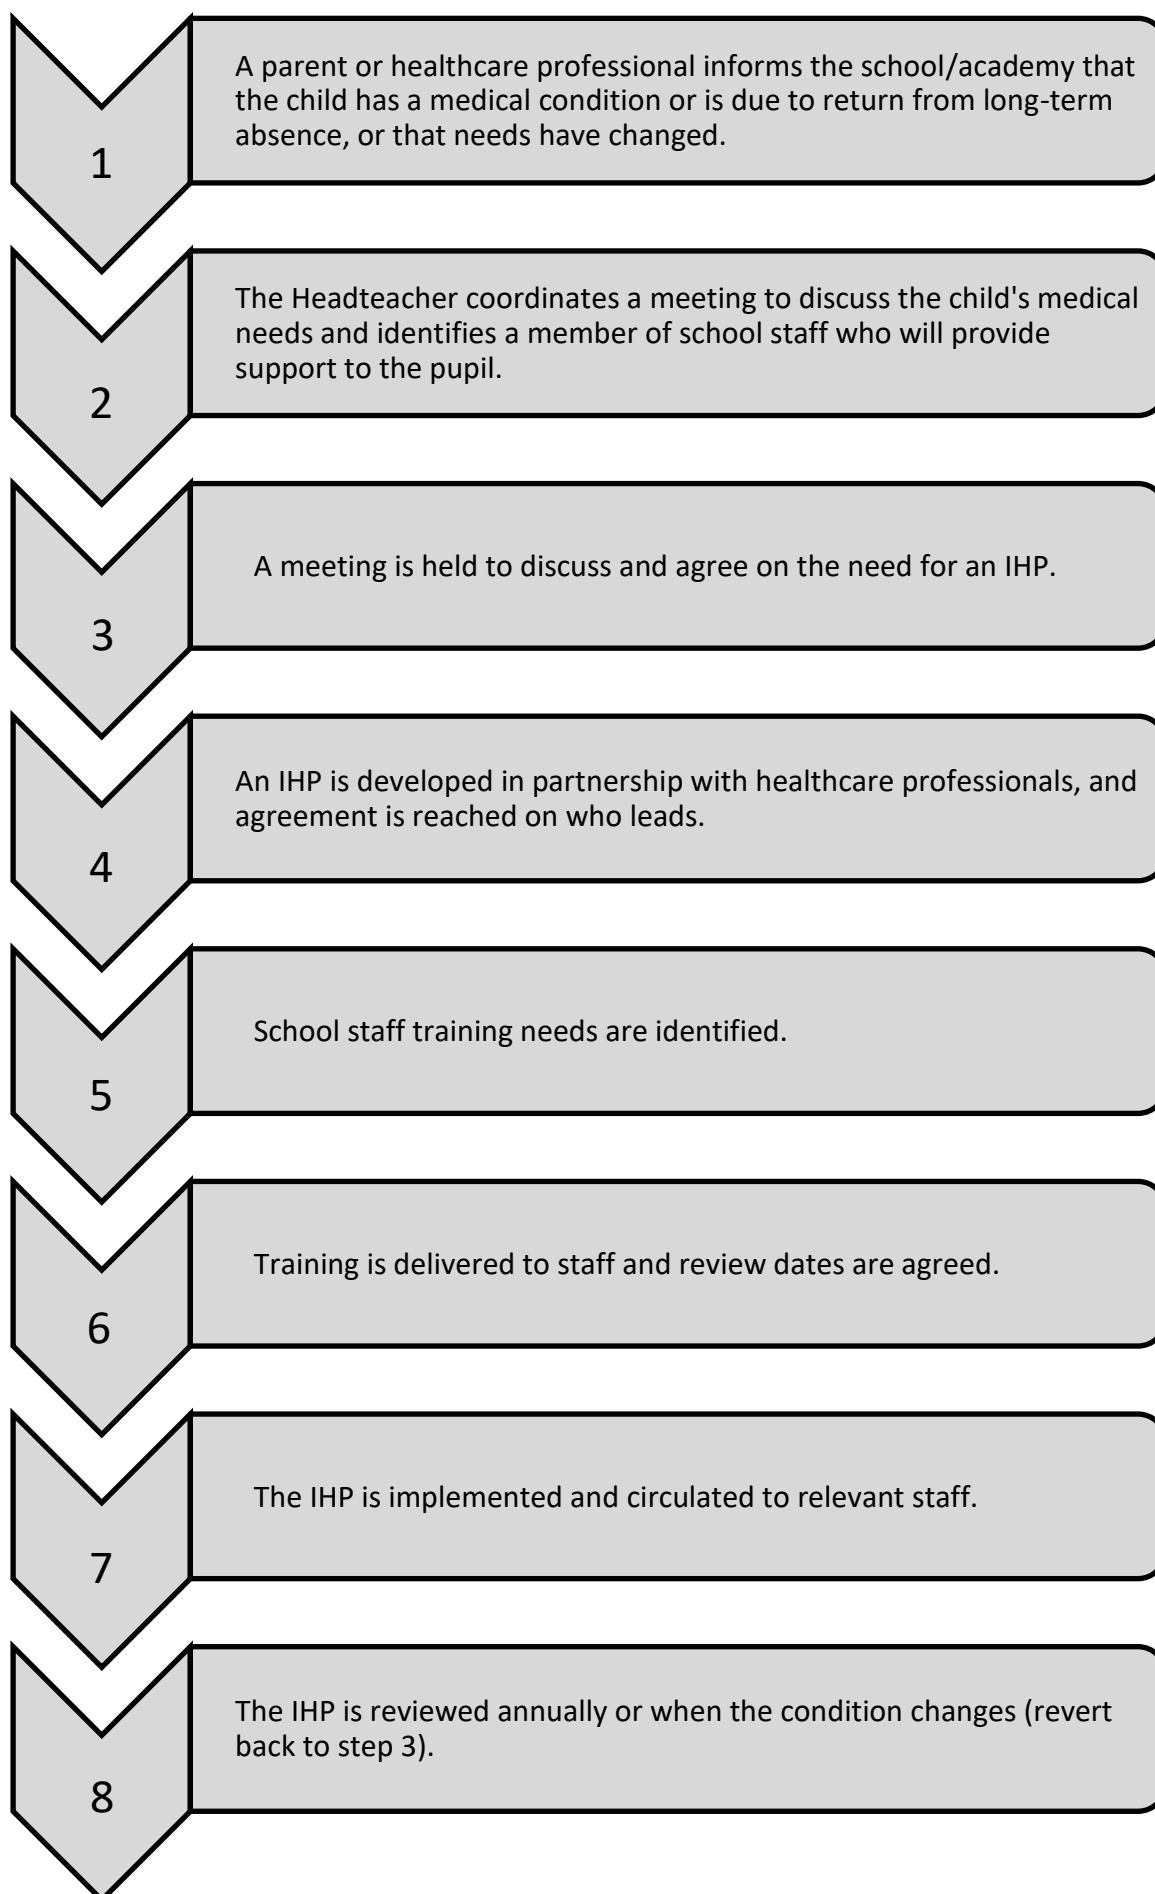 1
A parent or healthcare professional informs the school/academy that
the child has a medical condition or is due to return from long-term
absence, or that needs have changed.
2
The Headteacher coordinates a meeting to discuss the child's medical
needs and identifies a member of school staff who will provide
support to the pupil.
3
A meeting is held to discuss and agree on the need for an IHP.
4
An IHP is developed in partnership with healthcare professionals, and
agreement is reached on who leads.
5
School staff training needs are identified.
6
Training is delivered to staff and review dates are agreed.
7
The IHP is implemented and circulated to relevant staff.
8
The IHP is reviewed annually or when the condition changes (revert
back to step 3).